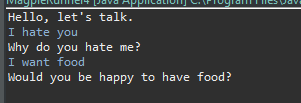 MagpieRunner4 [Java Application] C:\Program Files\Java
Hello, let's talk.
I hate you
Why do you hate me?
I want food
Would you be happy to have food?